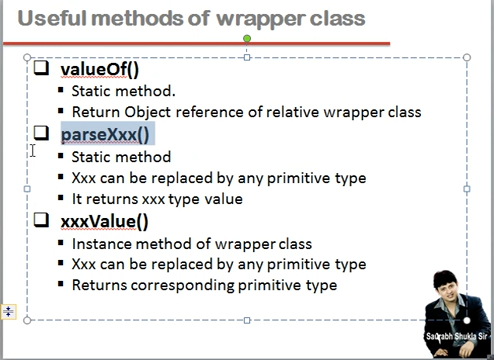 Useful methods of wrapper class
valueOf()
Static method.
Return Object reference of relative wrapper class
parseXxx()
Static method
Xxx can be replaced by any primitive type
It returns xxx type value
xxxValue()
Instance method of wrapper class
Xxx can be replaced by any primitive type
Returns corresponding primitive type
Saurabh Shukla Sir